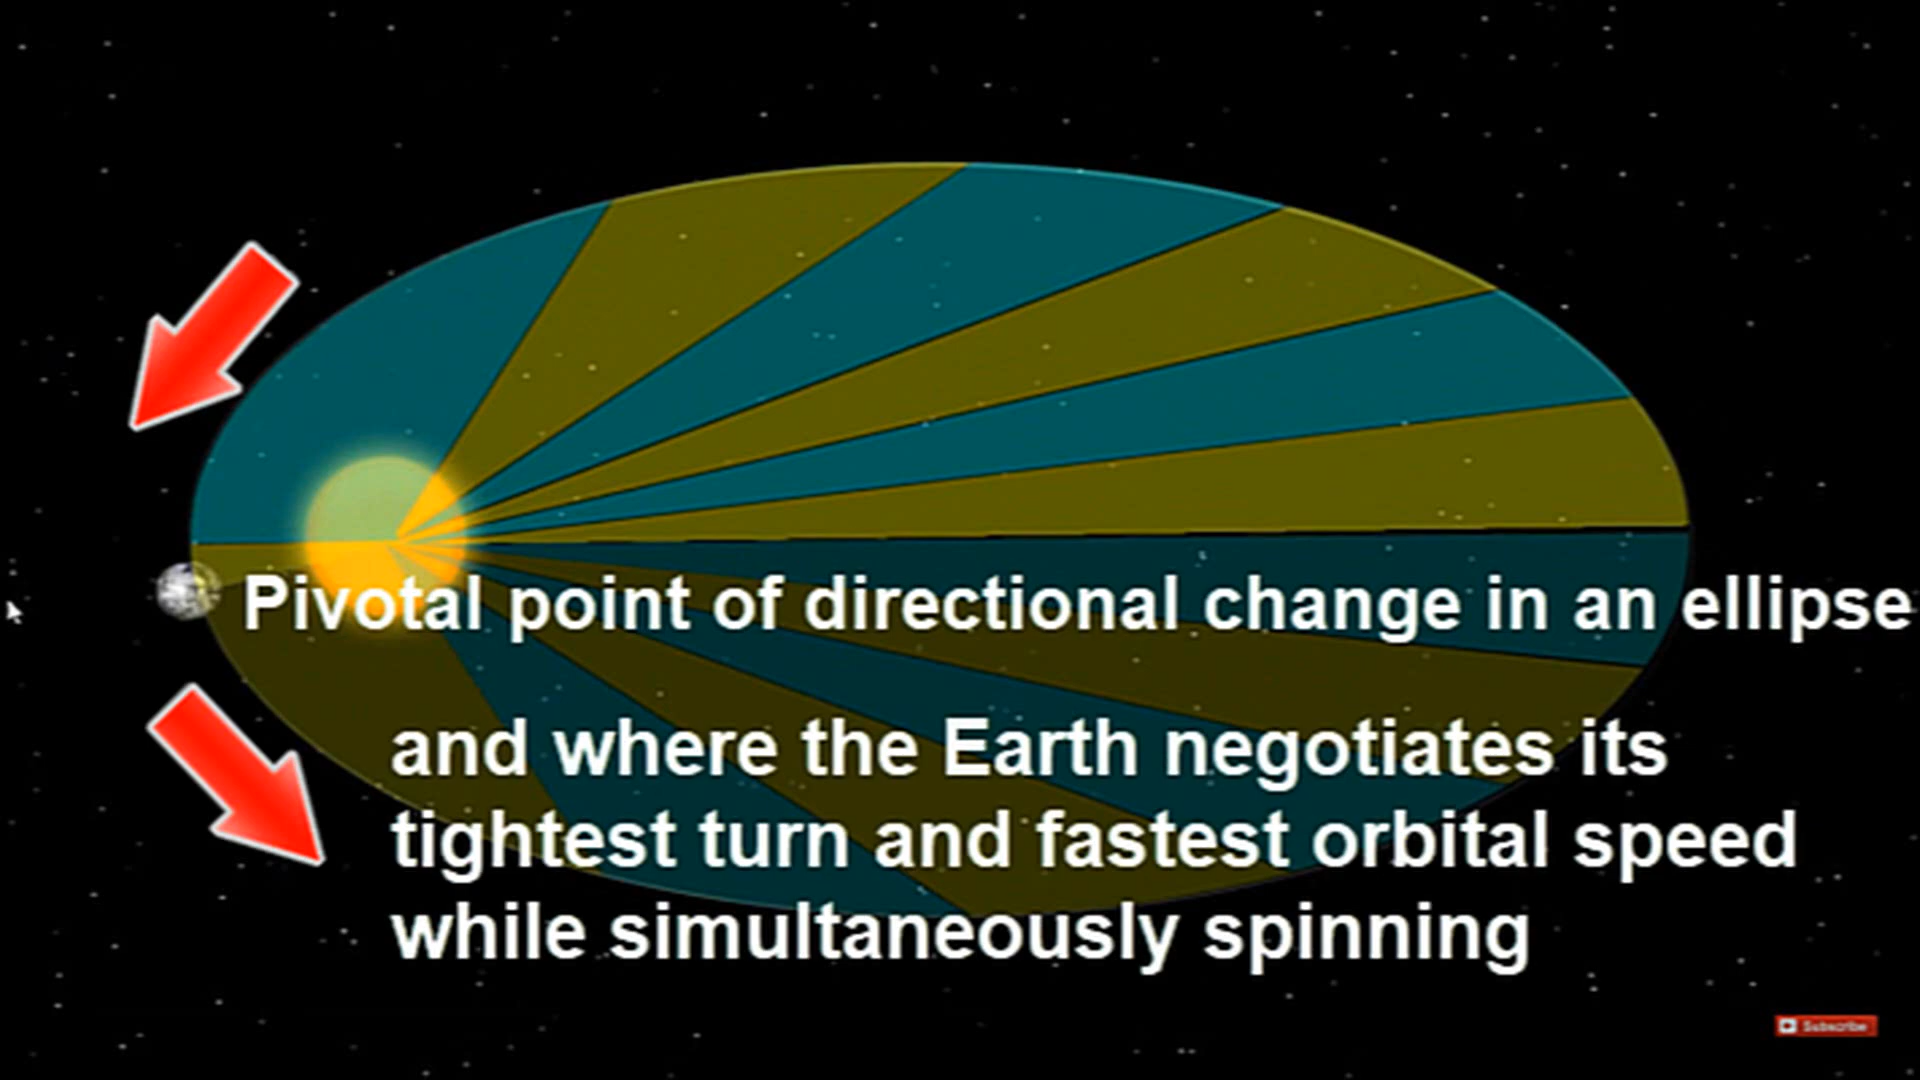 Pivotal point of directional change in an ellipse
and where the Earth negotiates its
tightest turn and fastest orbital speed
while simultaneously spinning
Subscribe